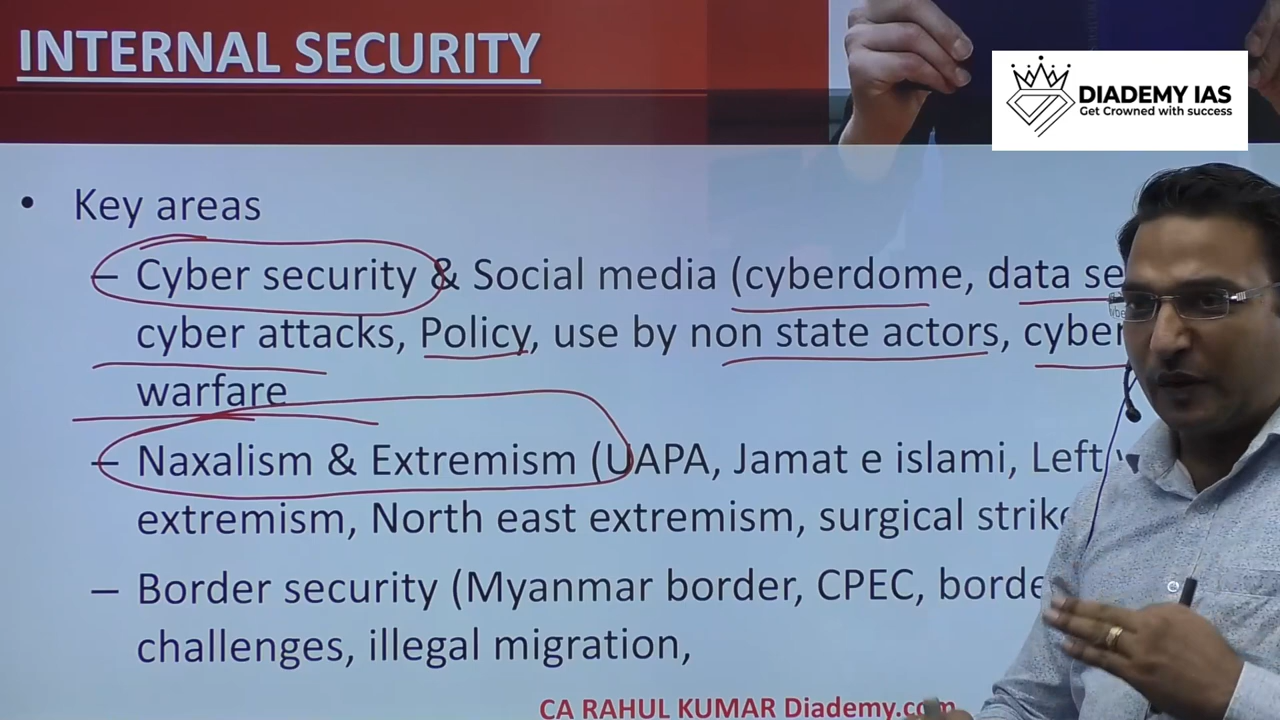 INTERNAL SECURITY
DIADEMY IAS
Get Crowned with success
• Key areas
– Cyber security & Social media (cyberdome, data se
cyber attacks, Policy, use by non state actors, cyber
warfare
– Naxalism & Extremism (UAPA, Jamat e islami, Left
extremism, North east extremism, surgical strike
– Border security (Myanmar border, CPEC, borde
challenges, illegal migration,
CA RAHUL KUMAR Diademy.com